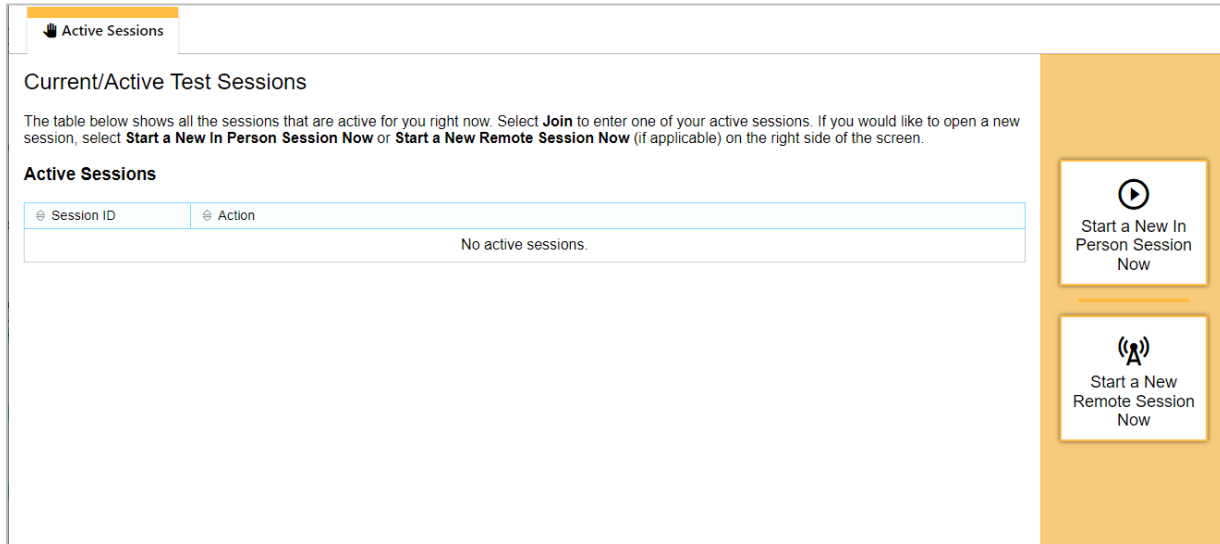 Active Sessions
Current/Active Test Sessions
The table below shows all the sessions that are active for you right now. Select Join to enter one of your active sessions. If you would like to open a new
session, select Start a New In Person Session Now or Start a New Remote Session Now (if applicable) on the right side of the screen.
Active Sessions
Session ID
Action
No active sessions.
Start a New In
Person Session
Now
Start a New
Remote Session
Now